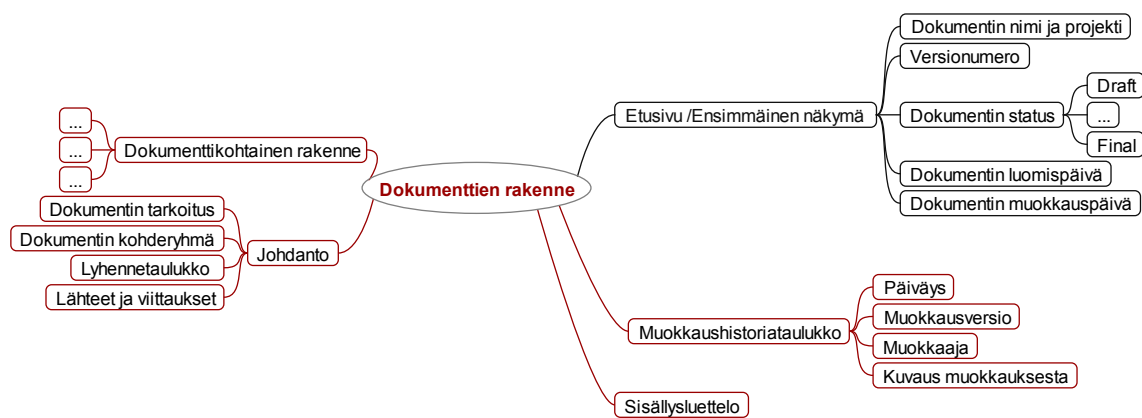 Dokumenttien rakenne
Etusivu /Ensimmäinen näkymä
Dokumentin nimi ja projekti
Versionumero
Dokumentin status
Draft
...
Final
Dokumentin luomispäivä
Dokumentin muokkauspäivä
Muokkaushistoriataulukko
Päiväys
Muokkausversio
Muokkaaja
Kuvaus muokkauksesta
Sisällysluettelo
Johdanto
Dokumentin tarkoitus
Dokumentin kohderyhmä
Lyhennetaulukko
Lähteet ja viittaukset
Dokumenttikohtainen rakenne
...
...
...